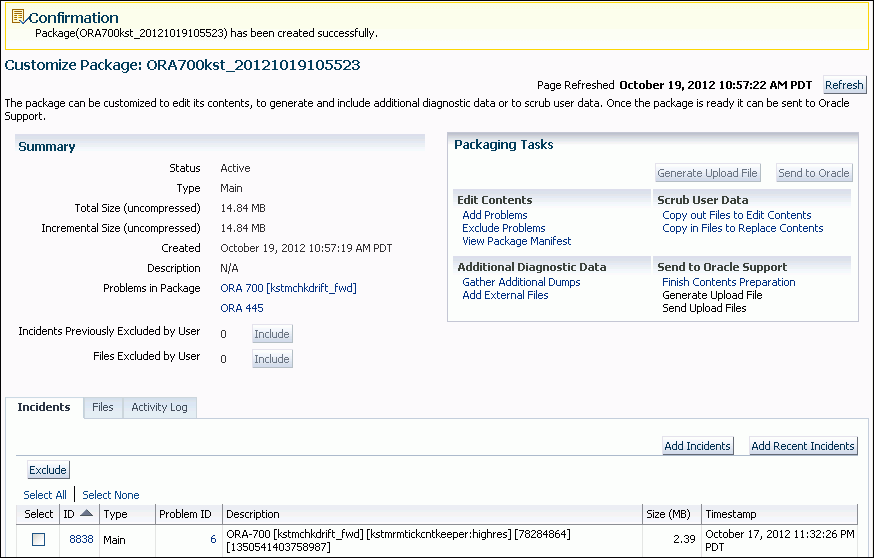 Confirmation
Package(ORA700kst_20121019105523) has been created successfully.
Customize Package: ORA700kst_20121019105523
Page Refreshed October 19, 2012 10:57:22 AM PDT Refresh
The package can be customized to edit its contents, to generate and include additional diagnostic data or to scrub user data. Once the package is ready it can be sent to Oracle
Support.
Summary
Status Active
Type Main
Total Size (uncompressed) 14.84 MB
Incremental Size (uncompressed) 14.84 MB
Created October 19, 2012 10:57:19 AM PDT
Description N/A
Problems in Package ORA 700 [kstmchkdrift_fwd]
ORA 445
Incidents Previously Excluded by User 0 Include
Files Excluded by User 0 Include
Packaging Tasks
Generate Upload File Send to Oracle
Edit Contents
Add Problems
Exclude Problems
View Package Manifest
Scrub User Data
Copy out Files to Edit Contents
Copy in Files to Replace Contents
Additional Diagnostic Data
Gather Additional Dumps
Add External Files
Send to Oracle Support
Finish Contents Preparation
Generate Upload File
Send Upload Files
Incidents Files Activity Log
Add Incidents Add Recent Incidents
Exclude
Select All Select None
Select ID Type Problem ID Description Size (MB) Timestamp
8838 Main 6 ORA-700 [kstmchkdrift_fwd] [kstmrmtickcntkeeper:highres] [78284864] 2.39 October 17, 2012 11:32:26 PM
[1350541403758987] PDT